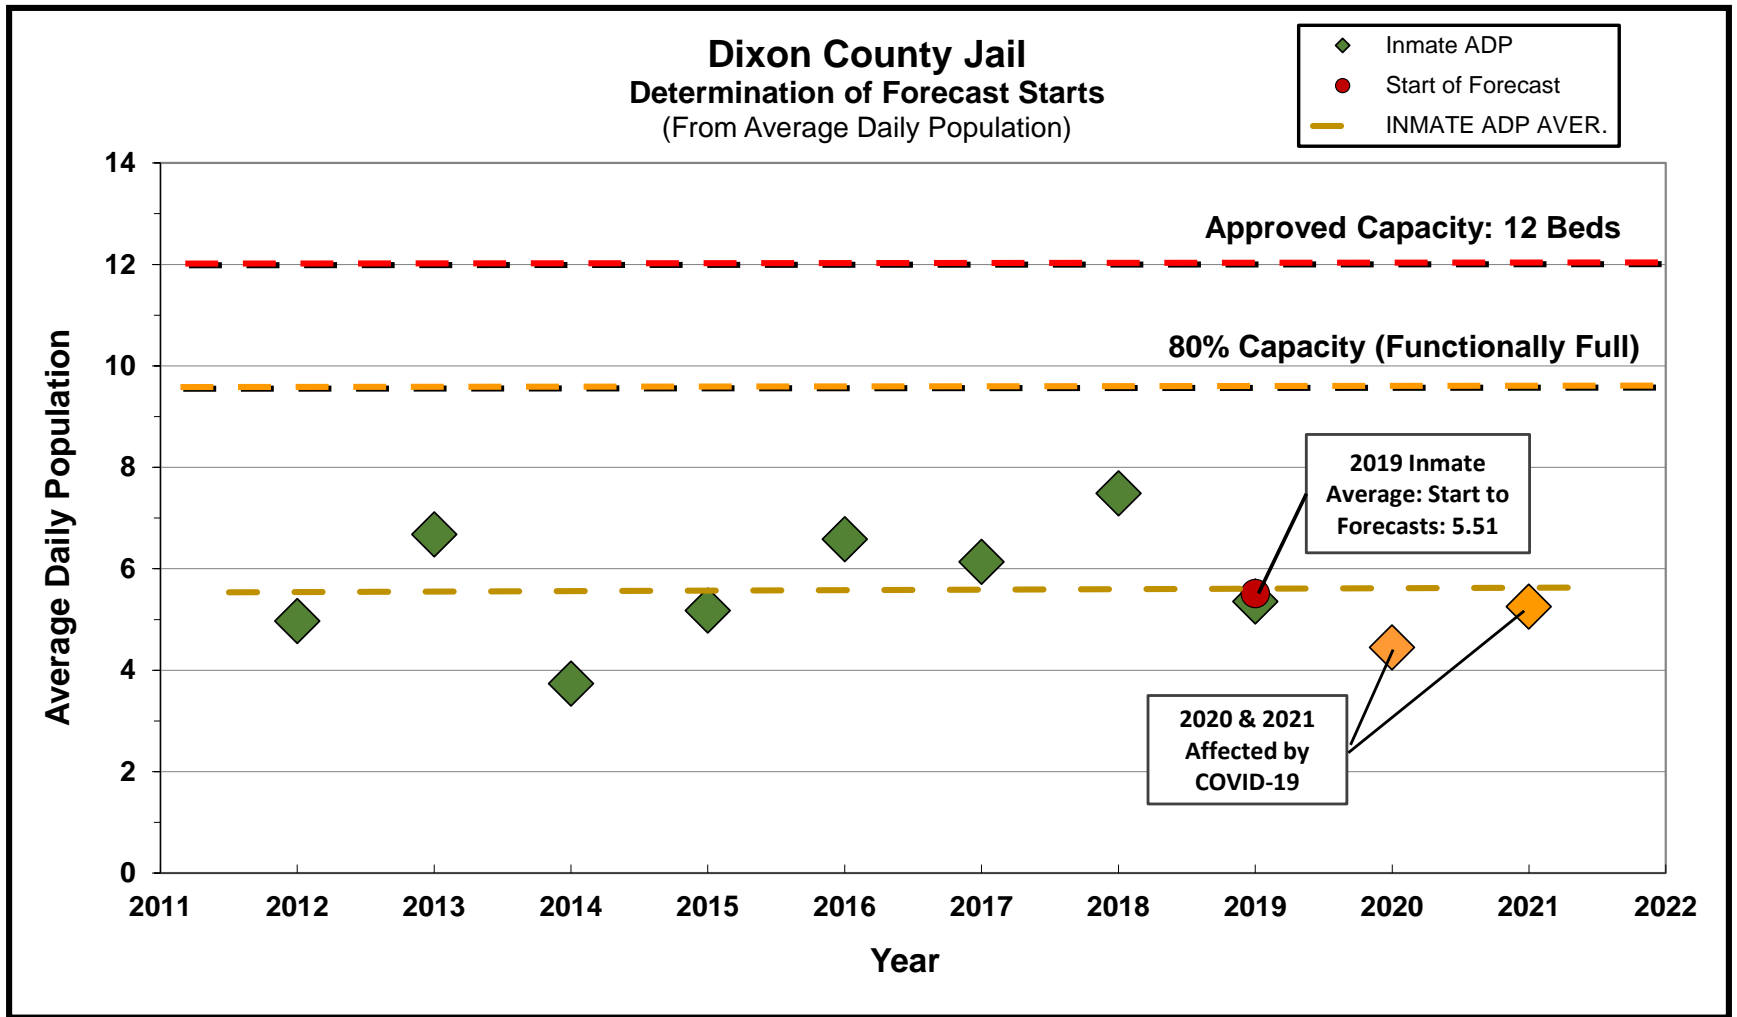 Dixon County Jail
Determination of Forecast Starts
(From Average Daily Population)
Inmate ADP
Start of Forecast
INMATE ADP AVER.
Average Daily Population
14
12
10
8
6
4
2
0
Approved Capacity: 12 Beds
80% Capacity (Functionally Full)
2019 Inmate
Average: Start to
Forecasts: 5.51
2020 & 2021
Affected by
COVID-19
2011 2012 2013 2014 2015 2016 2017 2018 2019 2020 2021 2022
Year